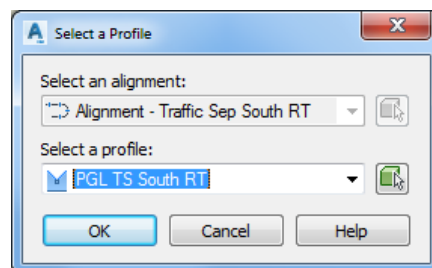 Select a Profile
Select an alignment:
Alignment - Traffic Sep South RT
Select a profile:
PGL TS South RT
OK Cancel Help